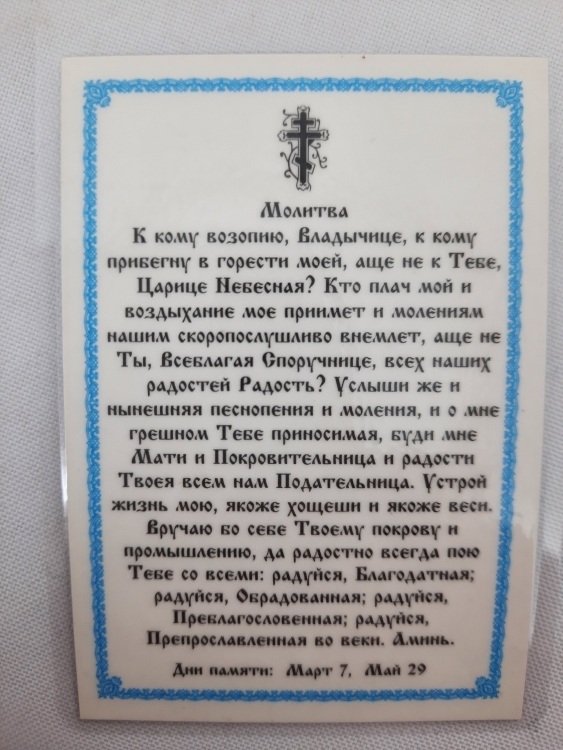 Молитва
К кому возопию, Владычице, к кому
прибегну в горести моей, аще не к Тебе,
Царице Небесная? Кто плач мой и
воздыхание мое приимет и молениям
нашим скоропослушливо внемлет, аще не
Ты, Всеблагая Споручнице, всех наших
радостей Радость? Услыши же и
нынешняя песнопения и моления, и о мне
грешном Тебе приносимая, буди мне
Мати и Покровительница и радости
Твоея всем нам Подательница. Устрой
жизнь мою, якоже хощеши и якоже веси.
Вручаю бо себе Твоему покрову и
промышлению, да радостно всегда пою
Тебе со всеми: радуйся, Благодатная;
радуйся, Обрадованная; радуйся,
Преблагословенная; радуйся,
Препрославленная во веки. Аминь.
Дни памяти: Март 7, Май 29